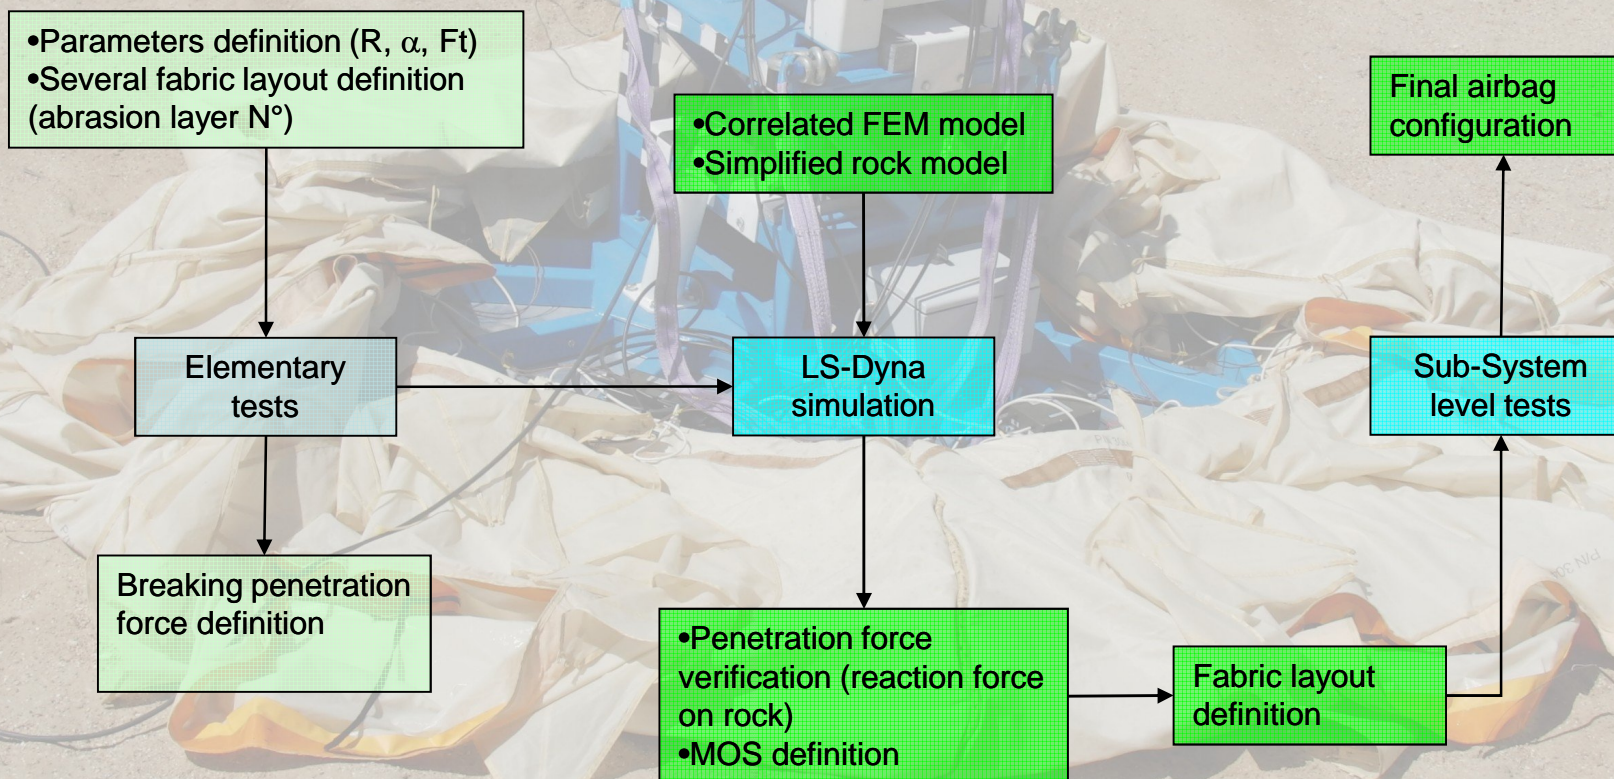 •Parameters definition (R, α, Ft)
•Several fabric layout definition
(abrasion layer N°)
•Correlated FEM model
•Simplified rock model
Final airbag
configuration
Elementary
tests
LS-Dyna
simulation
Sub-System
level tests
Breaking penetration
force definition
•Penetration force
verification (reaction force
on rock)
•MOS definition
Fabric layout
definition